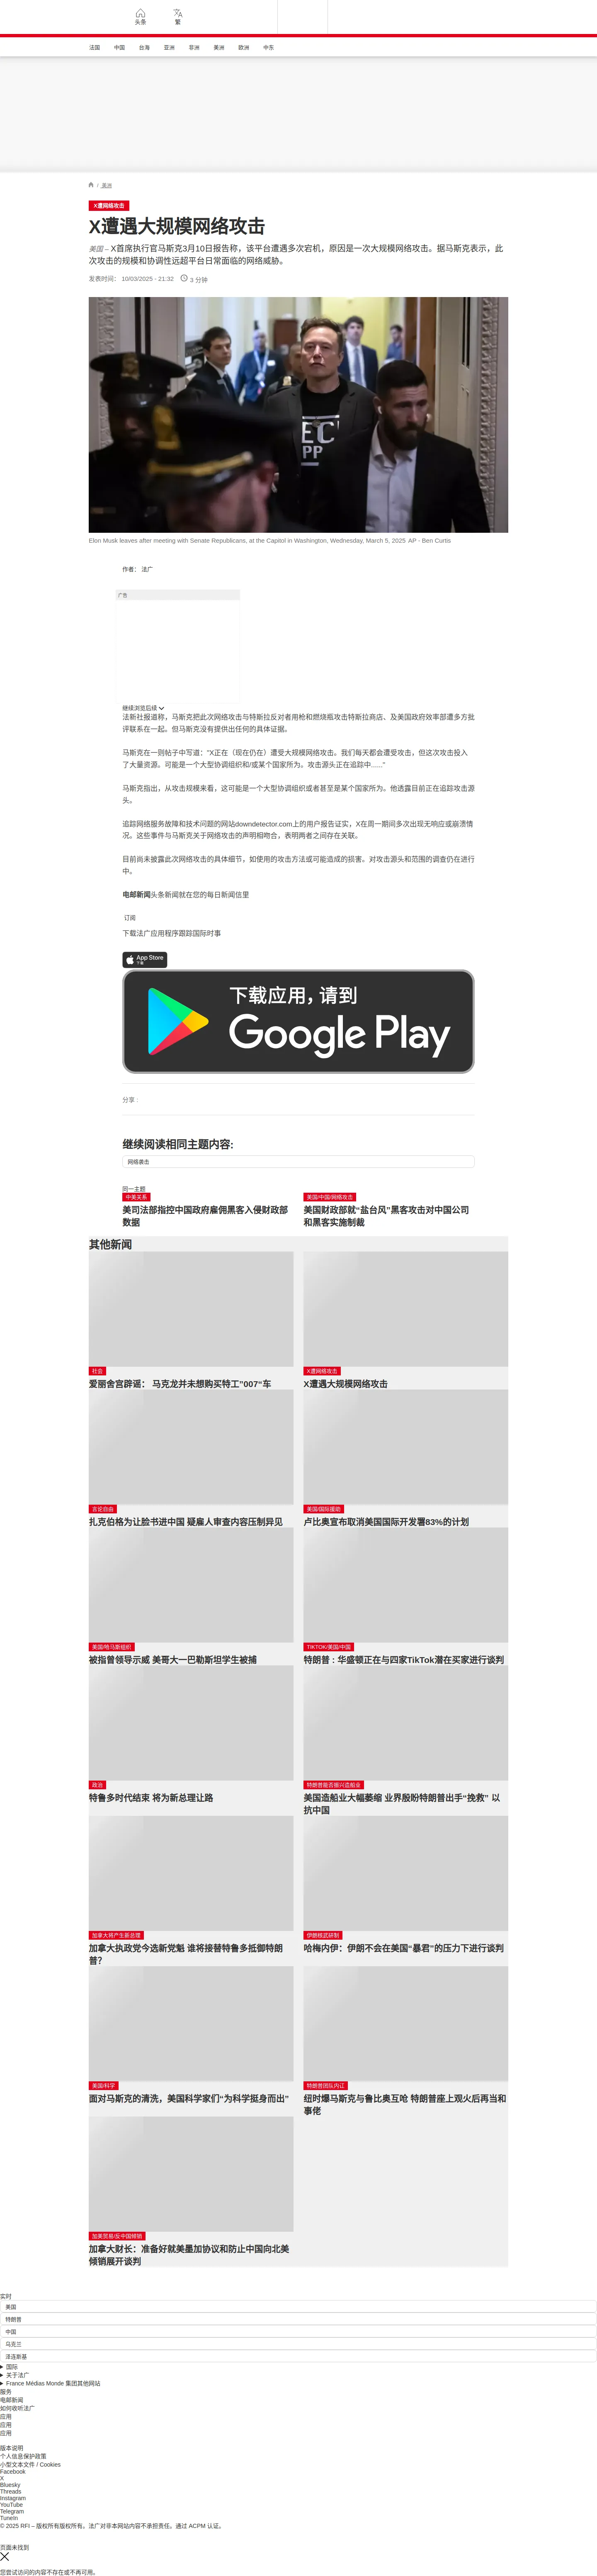 头条
繁
法国 中国 台海 亚洲 非洲 美洲 欧洲 中东
/ 美洲
X遭网络攻击
X遭遇大规模网络攻击
美国 – X首席执行官马斯克3月10日报告称，该平台遭遇多次宕机，原因是一次大规模网络攻击。据马斯克表示，此
次攻击的规模和协调性远超平台日常面临的网络威胁。
发表时间： 10/03/2025 - 21:32 3 分钟
Elon Musk leaves after meeting with Senate Republicans, at the Capitol in Washington, Wednesday, March 5, 2025 AP - Ben Curtis
作者： 法广
广告
继续浏览后续
法新社报道称，马斯克把此次网络攻击与特斯拉反对者用枪和燃烧瓶攻击特斯拉商店、及美国政府效率部遭多方批
评联系在一起。但马斯克没有提供出任何的具体证据。
马斯克在一则帖子中写道："X正在（现在仍在）遭受大规模网络攻击。我们每天都会遭受攻击，但这次攻击投入
了大量资源。可能是一个大型协调组织和/或某个国家所为。攻击源头正在追踪中......"
马斯克指出，从攻击规模来看，这可能是一个大型协调组织或者甚至是某个国家所为。他透露目前正在追踪攻击源
头。
追踪网络服务故障和技术问题的网站downdetector.com上的用户报告证实，X在周一期间多次出现无响应或崩溃情
况。这些事件与马斯克关于网络攻击的声明相吻合，表明两者之间存在关联。
目前尚未披露此次网络攻击的具体细节，如使用的攻击方法或可能造成的损害。对攻击源头和范围的调查仍在进行
中。
电邮新闻头条新闻就在您的每日新闻信里
订阅
下载法广应用程序跟踪国际时事
App Store
下载
下载应用，请到
Google Play
分享 :
继续阅读相同主题内容:
网络袭击
同一主题
中美关系
美司法部指控中国政府雇佣黑客入侵财政部
数据
美国/中国/网络攻击
美国财政部就“盐台风”黑客攻击对中国公司
和黑客实施制裁
其他新闻
社会
爱丽舍宫辟谣： 马克龙并未想购买特工”007“车
X遭网络攻击
X遭遇大规模网络攻击
言论自由
扎克伯格为让脸书进中国 疑雇人审查内容压制异见
美国/国际援助
卢比奥宣布取消美国国际开发署83%的计划
美国/哈马斯组织
被指曾领导示威 美哥大一巴勒斯坦学生被捕
TIKTOK/美国/中国
特朗普 : 华盛顿正在与四家TikTok潜在买家进行谈判
政治
特鲁多时代结束 将为新总理让路
特朗普能否振兴造船业
美国造船业大幅萎缩 业界殷盼特朗普出手“挽救” 以
抗中国
加拿大将产生新总理
加拿大执政党今选新党魁 谁将接替特鲁多抵御特朗
普?
伊朗核武研制
哈梅内伊：伊朗不会在美国“暴君”的压力下进行谈判
美国/科学
面对马斯克的清洗，美国科学家们“为科学挺身而出”
特朗普团队内讧
纽时爆马斯克与鲁比奥互呛 特朗普座上观火后再当和
事佬
加美贸易/反中国倾销
加拿大财长：准备好就美墨加协议和防止中国向北美
倾销展开谈判
实时
美国
特朗普
中国
乌克兰
泽连斯基
国际
关于法广
France Médias Monde 集团其他网站
服务
电邮新闻
如何收听法广
应用
应用
应用
版本说明
个人信息保护政策
小型文本文件 / Cookies
Facebook
X
Bluesky
Threads
Instagram
YouTube
Telegram
TuneIn
© 2025 RFI – 版权所有版权所有。法广对非本网站内容不承担责任。通过 ACPM 认证。
页面未找到
您尝试访问的内容不存在或不再可用。